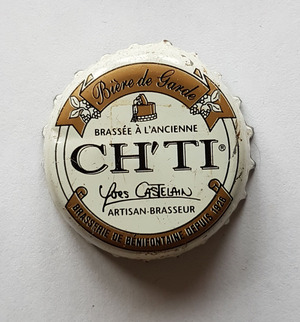 Bière de Garde
BRASSÉE À L'ANCIENNE
CH'TI®
Yves CASTELAIN
ARTISAN-BRASSEUR
BRASSERIE DE BÉNIFONTAINE DEPUIS 1926